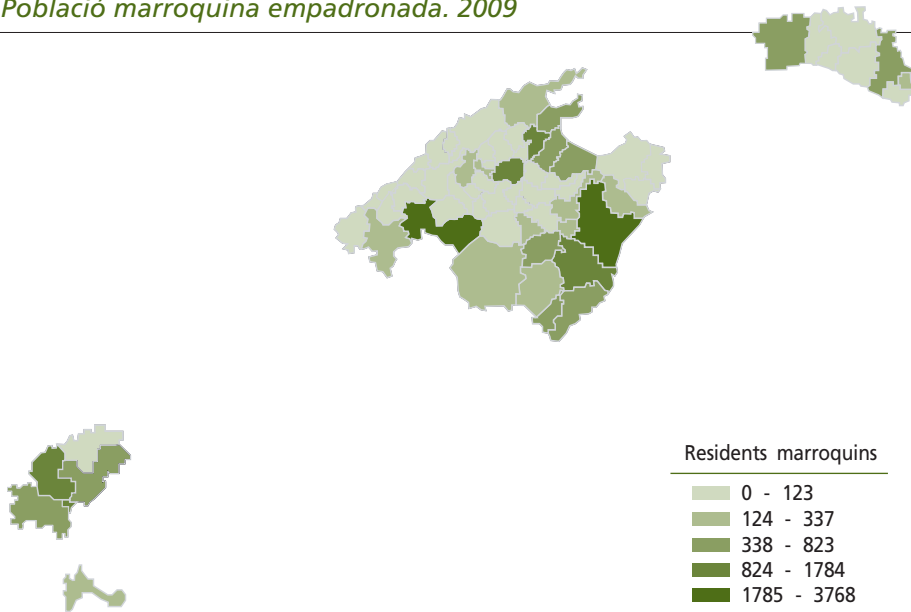 Població marroquina empadronada. 2009
Residents marroquins
0 - 123
124 - 337
338 - 823
824 - 1784
1785 - 3768